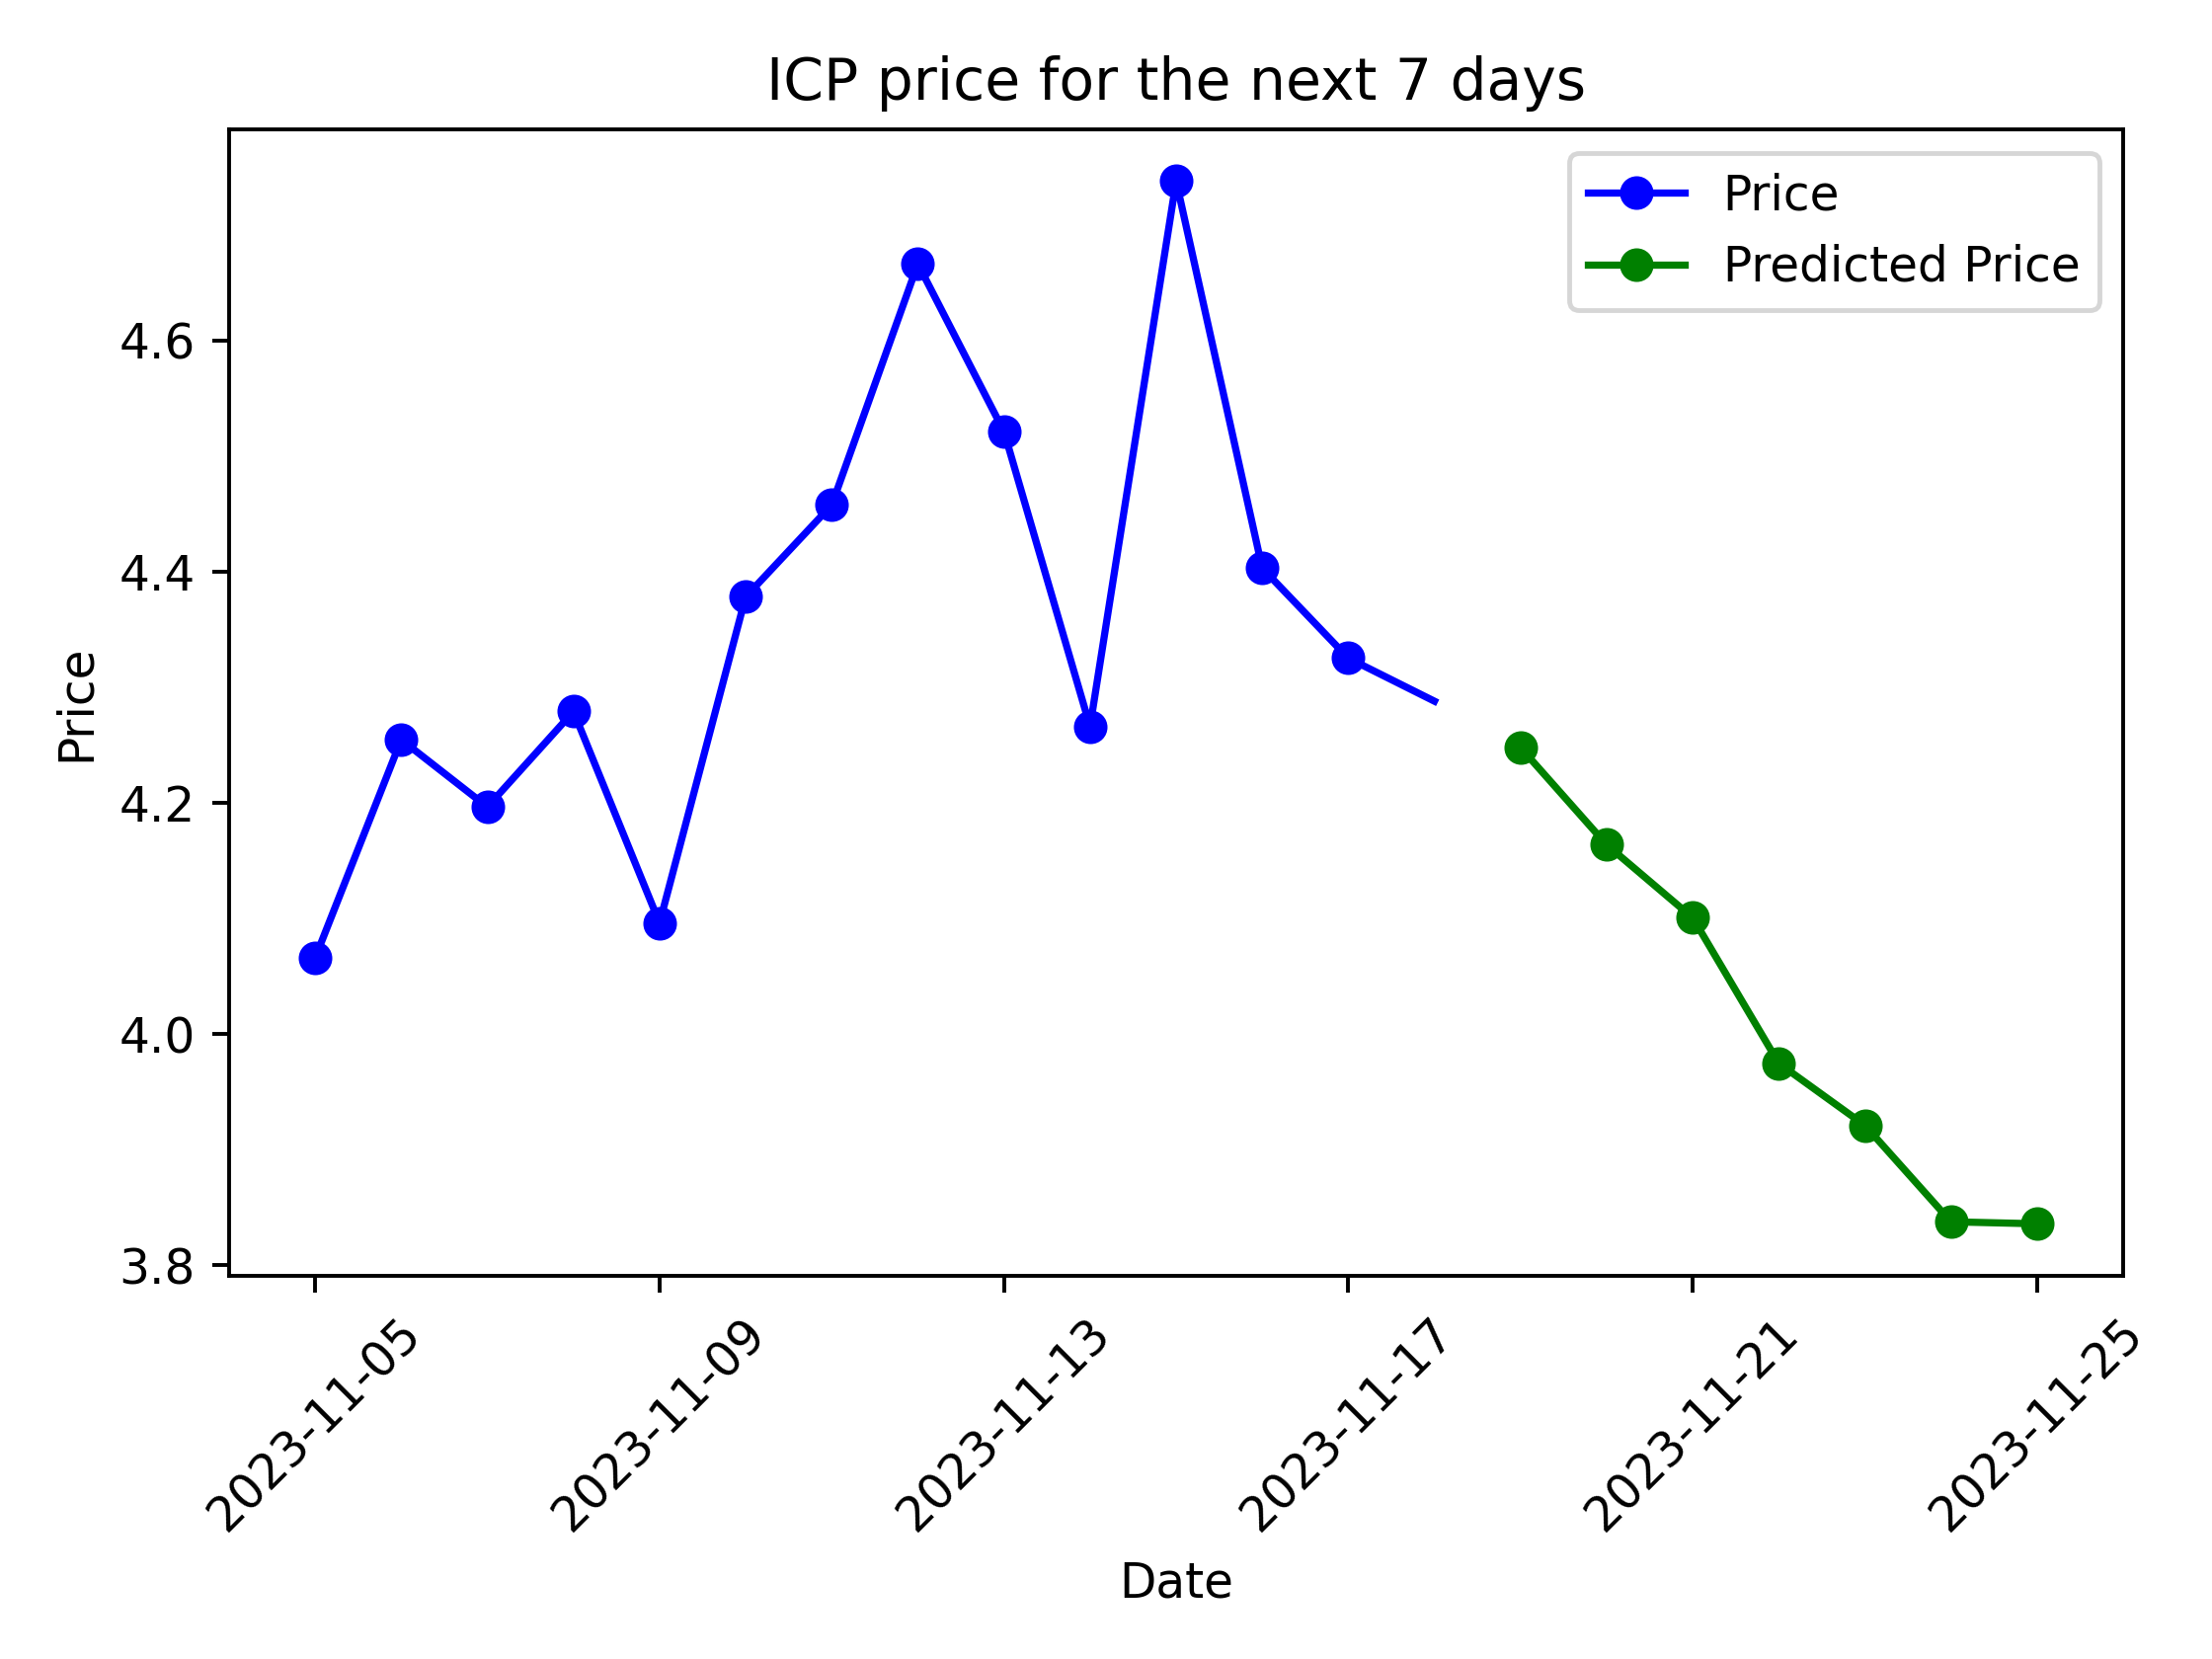 ICP price for the next 7 days
Price
Predicted Price
4.6
4.4
4.2
4.0
3.8
Price
2023-11-05
2023-11-09
2023-11-13
2023-11-17
2023-11-21
2023-11-25
Date